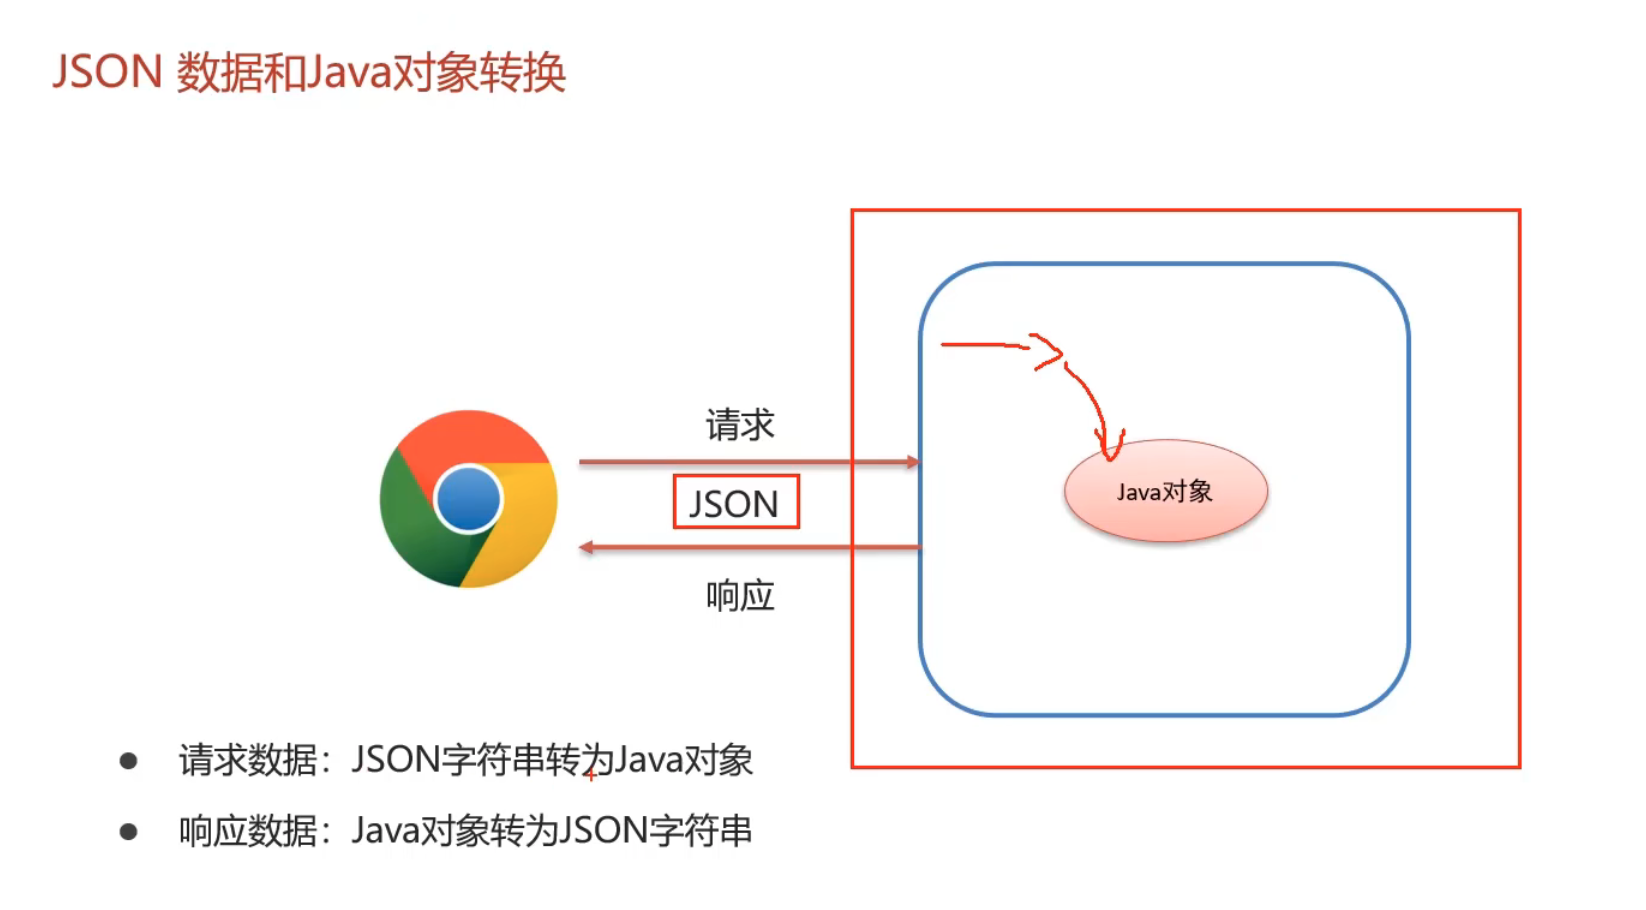 JSON 数据和Java对象转换
请求
JSON
响应
Java对象
请求数据：JSON字符串转为Java对象
响应数据：Java对象转为JSON字符串